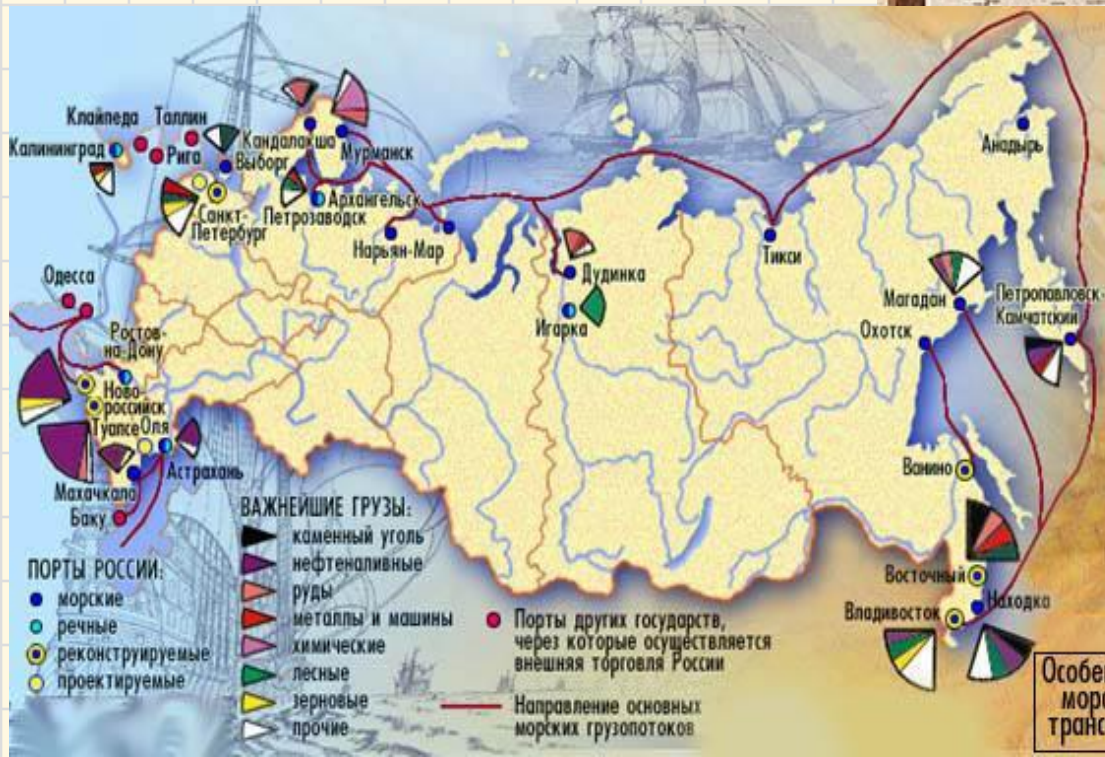 Клайпеда
Таллин
Калининград
Рига
Выборг
Кандалакша
Мурманск
Санкт-
Петербург
Петрозаводск
Архангельск
Нарьян-Мар
Дудинка
Игарка
Тикси
Анадырь
Магадан
Петропавловск-
Камчатский
Охотск
Одесса
Ростов-
на-Дону
Ново-
российск
Туапсе
Оля
Астрахань
Махачкала
Баку
Ванино
Восточный
Владивосток
Находка
ПОРТЫ РОССИИ:
морские
речные
реконструируемые
проектируемые
ВАЖНЕЙШИЕ ГРУЗЫ:
каменный уголь
нефтеналивные
руды
металлы и машины
химические
лесные
зерновые
прочие
Порты других государств,
через которые осуществляется
внешняя торговля России
Направление основных
морских грузопотоков